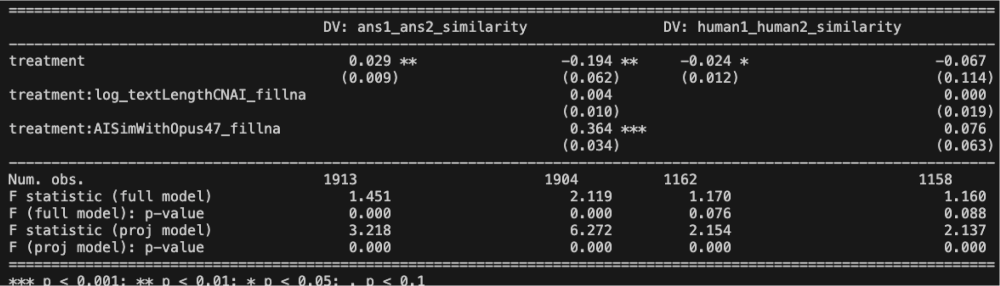 ==========================================================================================
DV: ans1_ans2_similarity DV: human1_human2_similarity
------------------------------------------------------------------------------------------
treatment 0.029 ** -0.194 ** -0.024 * -0.067
(0.009) (0.062) (0.012) (0.114)
treatment:log_textLengthCNAI_fillna 0.004 0.000
(0.010) (0.019)
treatment:AISimWithOpus47_fillna 0.364 *** 0.076
(0.034) (0.063)
------------------------------------------------------------------------------------------
Num. obs. 1913 1904 1162 1158
F statistic (full model) 1.451 2.119 1.170 1.160
F (full model): p-value 0.000 0.000 0.076 0.088
F statistic (proj model) 3.218 6.272 2.154 2.137
F (proj model): p-value 0.000 0.000 0.000 0.000
==========================================================================================
*** p < 0.001; ** p < 0.01; * p < 0.05; . p < 0.1